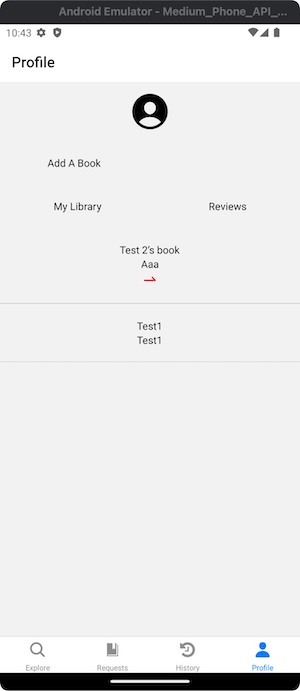 Android Emulator - Medium_Phone_API_...
10:43
Profile
Add A Book
My Library
Reviews
Test 2's book
Aaa
Test1
Test1
Explore
Requests
History
Profile